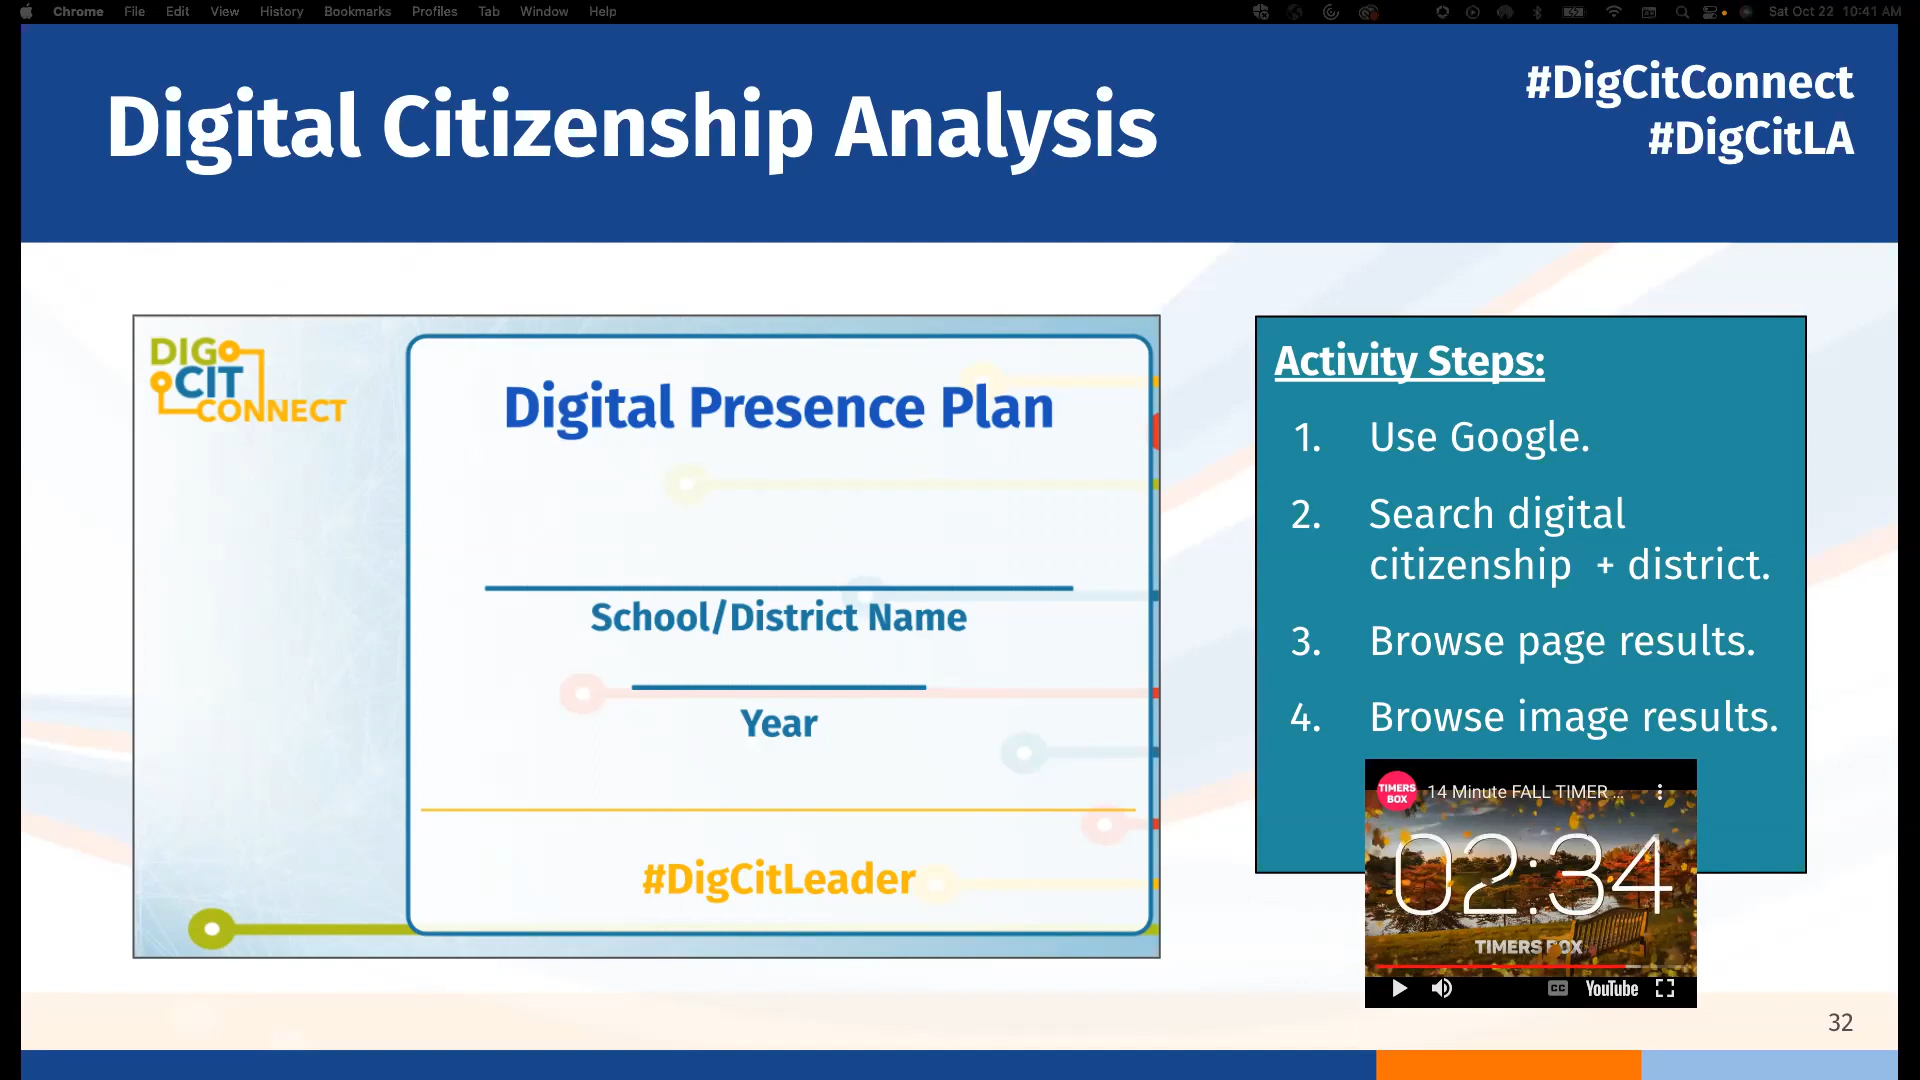 Chrome File Edit View History Bookmarks Profiles Tab Window Help Sat Oct 22 10:41 AM
Digital Citizenship Analysis
#DigCitConnect
#DigCitLA
DIG
CIT
CONNECT
Digital Presence Plan
School/District Name
Year
#DigCitLeader
Activity Steps:
1. Use Google.
2. Search digital
citizenship + district.
3. Browse page results.
4. Browse image results.
TIMERS
BOX
14 Minute FALL TIMER ...
02:34
TIMERS BOX
CC YouTube
32